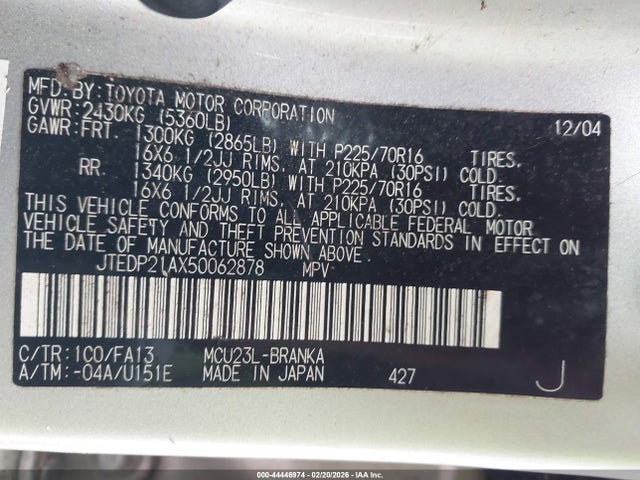 MFD. BY: TOYOTA MOTOR CORPORATION 12/04
GVWR: 2430KG (5360LB)
GAWR: FRT. 1300KG (2865LB) WITH P225/70R16 TIRES,
16X6 1/2JJ RIMS, AT 210KPA (30PSI) COLD.
RR. 1340KG (2950LB) WITH P225/70R16 TIRES,
16X6 1/2JJ RIMS, AT 210KPA (30PSI) COLD.
THIS VEHICLE CONFORMS TO ALL APPLICABLE FEDERAL MOTOR
VEHICLE SAFETY AND THEFT PREVENTION STANDARDS IN EFFECT ON
THE DATE OF MANUFACTURE SHOWN ABOVE.
JTEDP21AX50062878 MPV
C/TR: 1C0/FA13 MCU23L-BRANKA
A/TM: -04A/U151E MADE IN JAPAN 427 J
000-44446974 | 02/20/2026 - IAA Inc.